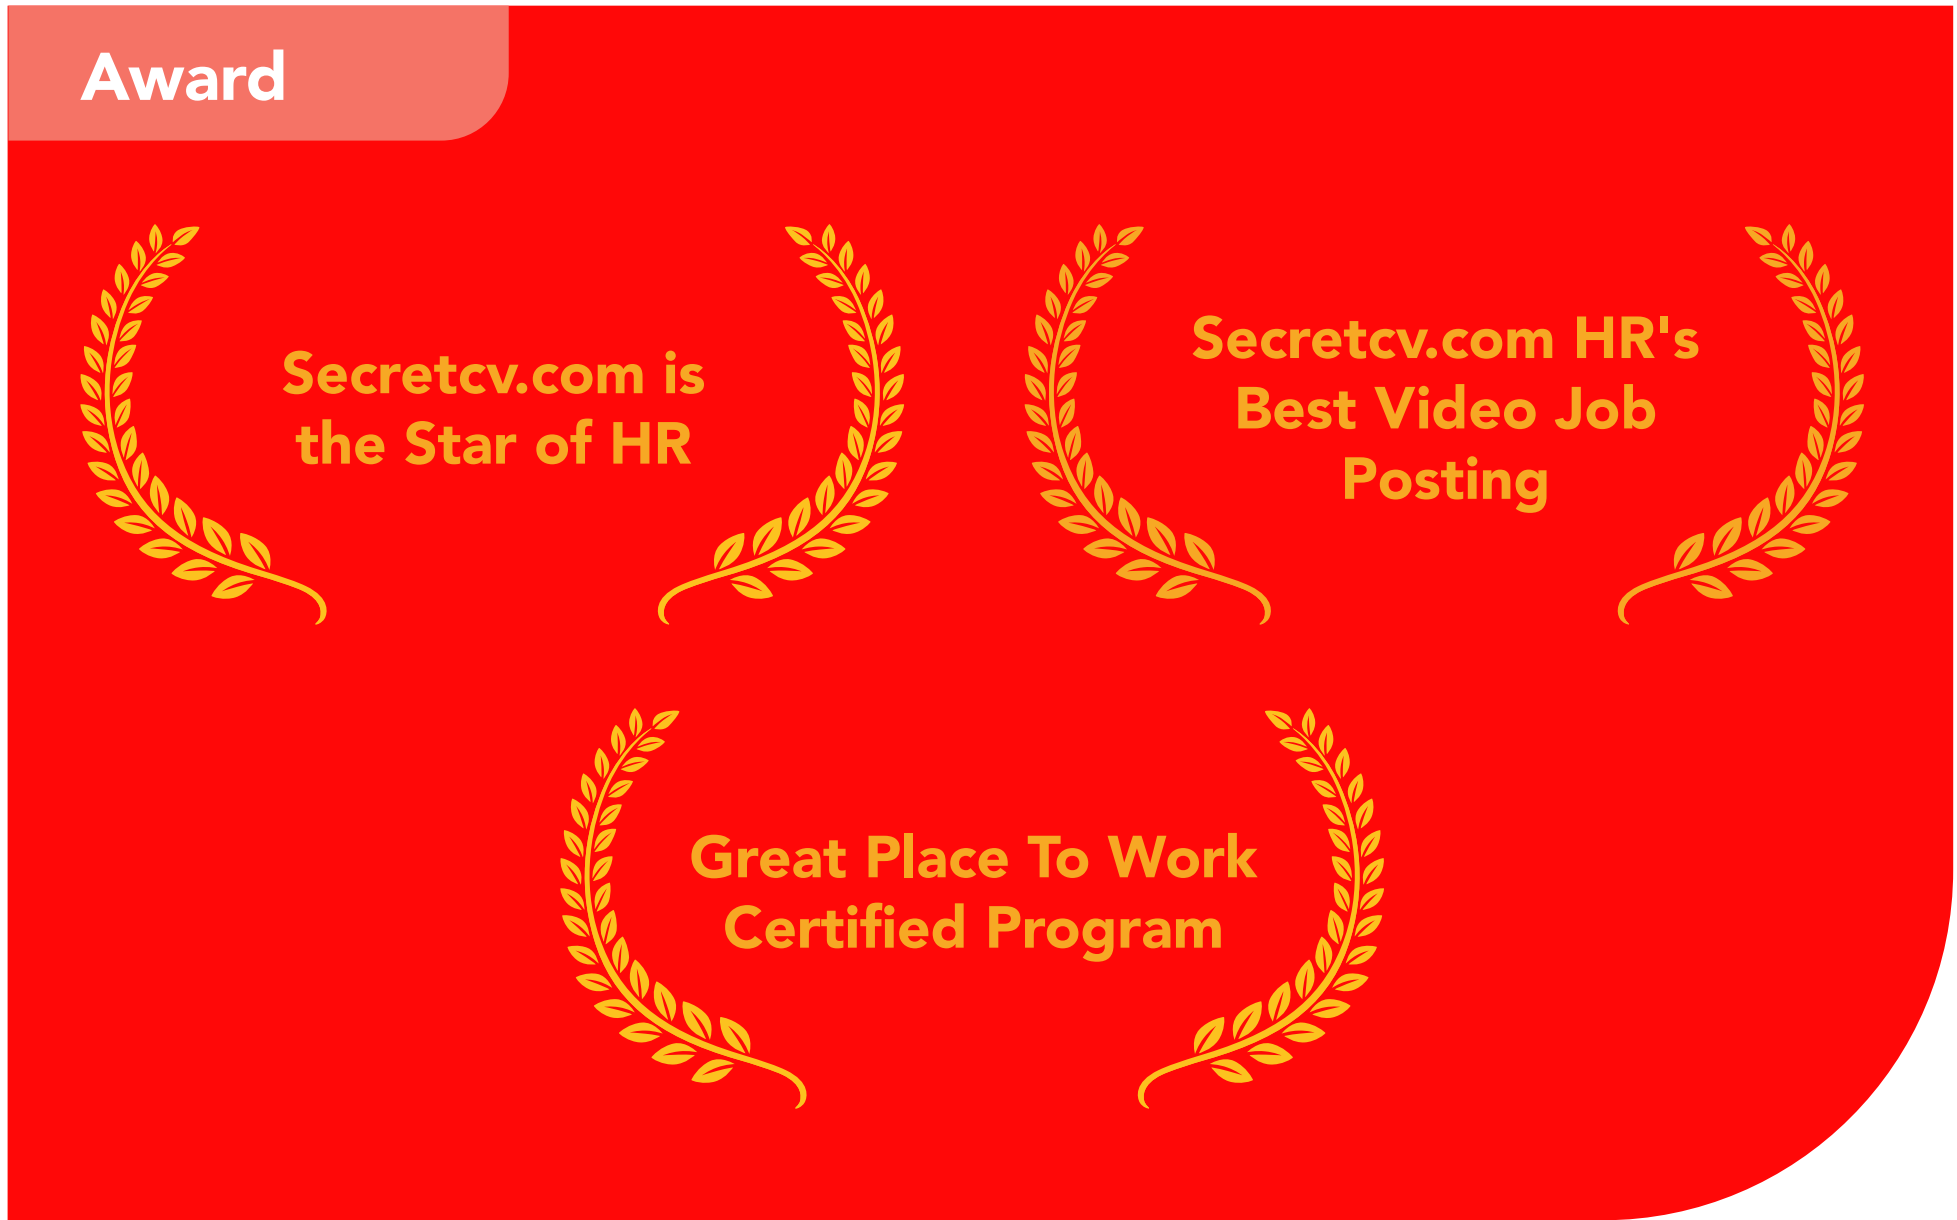 Award
Secretcv.com is
the Star of HR
Secretcv.com HR's
Best Video Job
Posting
Great Place To Work
Certified Program